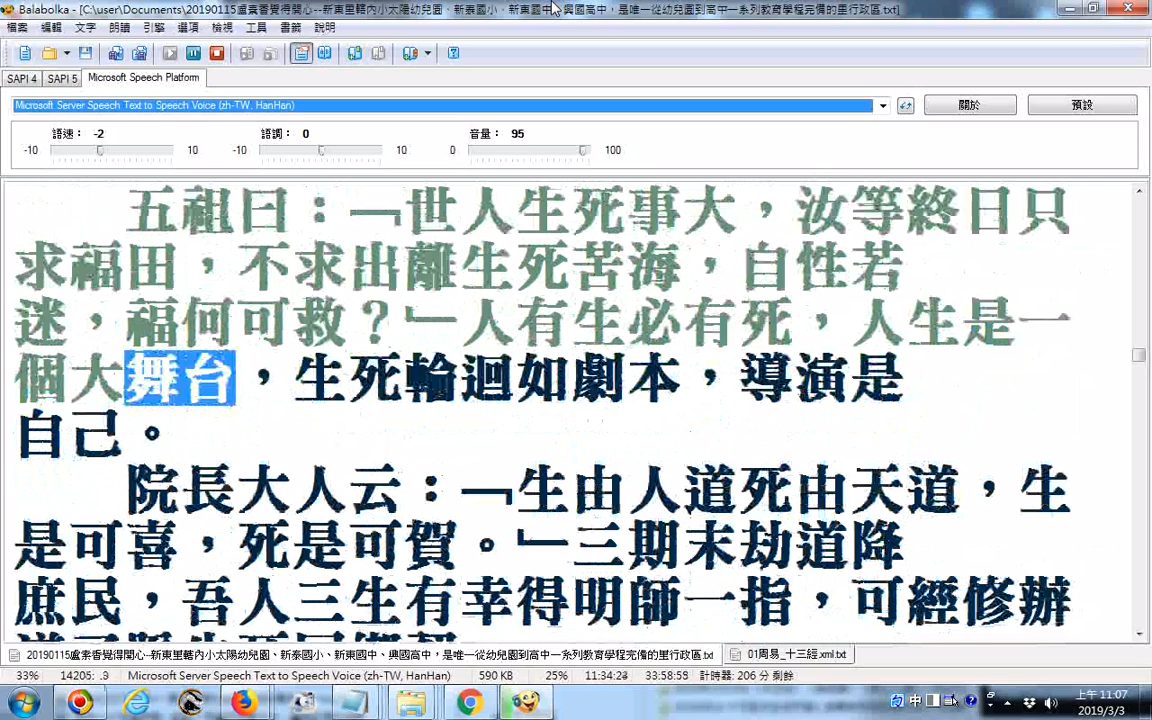 Balabolka - [C:\user\Documents\20190115盧素香覺得開心--新東里轄內小太陽幼兒園、新泰國小、新東國中、興國高中，是唯一從幼兒園到高中一系列教育學程完備的里行政區.txt]
檔案 編輯 文字 朗讀 引擎 選項 檢視 工具 書籤 說明
SAPI 4 SAPI 5 Microsoft Speech Platform
Microsoft Server Speech Text to Speech Voice (zh-TW, HanHan) 關於 預設
語速： -2 語調： 0 音量： 95
-10 10 -10 10 0 100
五祖曰：﹁世人生死事大，汝等終日只
求福田，不求出離生死苦海，自性若
迷，福何可救？﹂人有生必有死，人生是一
個大舞台，生死輪迴如劇本，導演是
自己。
院長大人云：﹁生由人道死由天道，生
是可喜，死是可賀。﹂三期末劫道降
庶民，吾人三生有幸得明師一指，可經修辦
20190115盧素香覺得開心--新東里轄內小太陽幼兒園、新泰國小、新東國中、興國高中，是唯一從幼兒園到高中一系列教育學程完備的里行政區.txt 01周易_十三經.xml.txt
33% 14205: .9 Microsoft Server Speech Text to Speech Voice (zh-TW, HanHan) 590 KB 25% 11:34:28 33:58:58 計時器: 206 分 剩餘
中
上午 11:07
2019/3/3